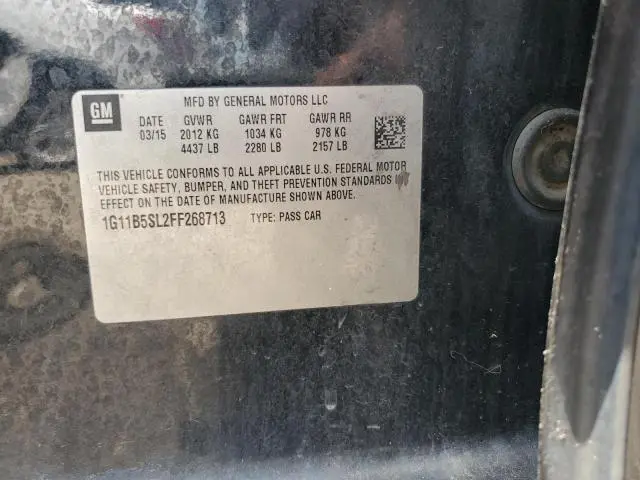 GM
MFD BY GENERAL MOTORS LLC
DATE GVWR GAWR FRT GAWR RR
03/15 2012 KG 1034 KG 978 KG
4437 LB 2280 LB 2157 LB
THIS VEHICLE CONFORMS TO ALL APPLICABLE U.S. FEDERAL MOTOR
VEHICLE SAFETY, BUMPER, AND THEFT PREVENTION STANDARDS IN
EFFECT ON THE DATE OF MANUFACTURE SHOWN ABOVE.
1G11B5SL2FF268713 TYPE: PASS CAR